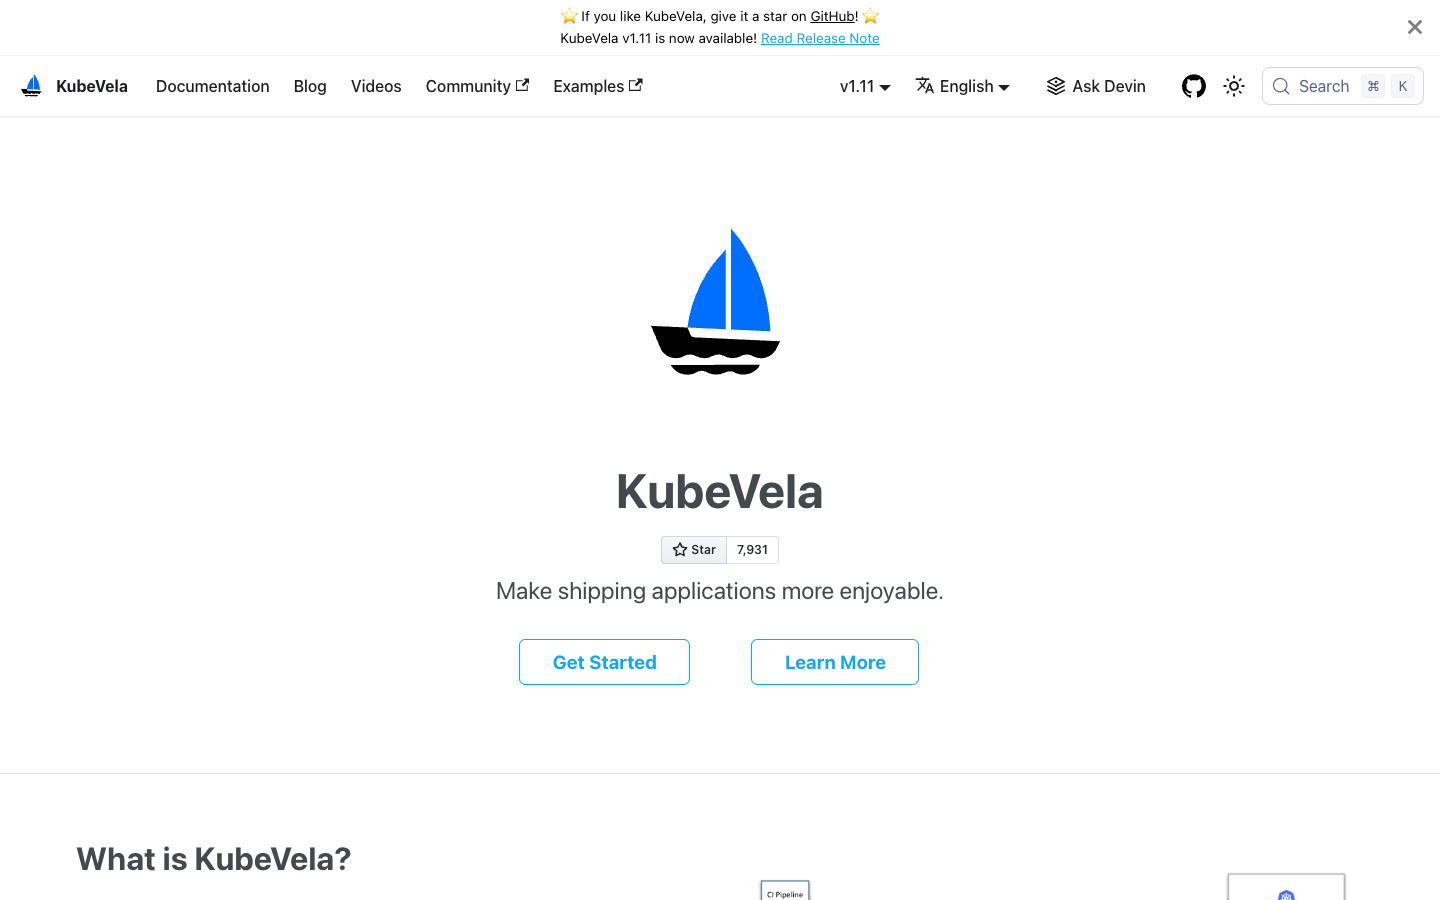 ⭐️ If you like KubeVela, give it a star on GitHub! ⭐️
KubeVela v1.11 is now available! Read Release Note
KubeVela Documentation Blog Videos Community Examples v1.11 English Ask Devin Search ⌘ K
KubeVela
Star 7,931
Make shipping applications more enjoyable.
Get Started Learn More
What is KubeVela?
CI Pipeline